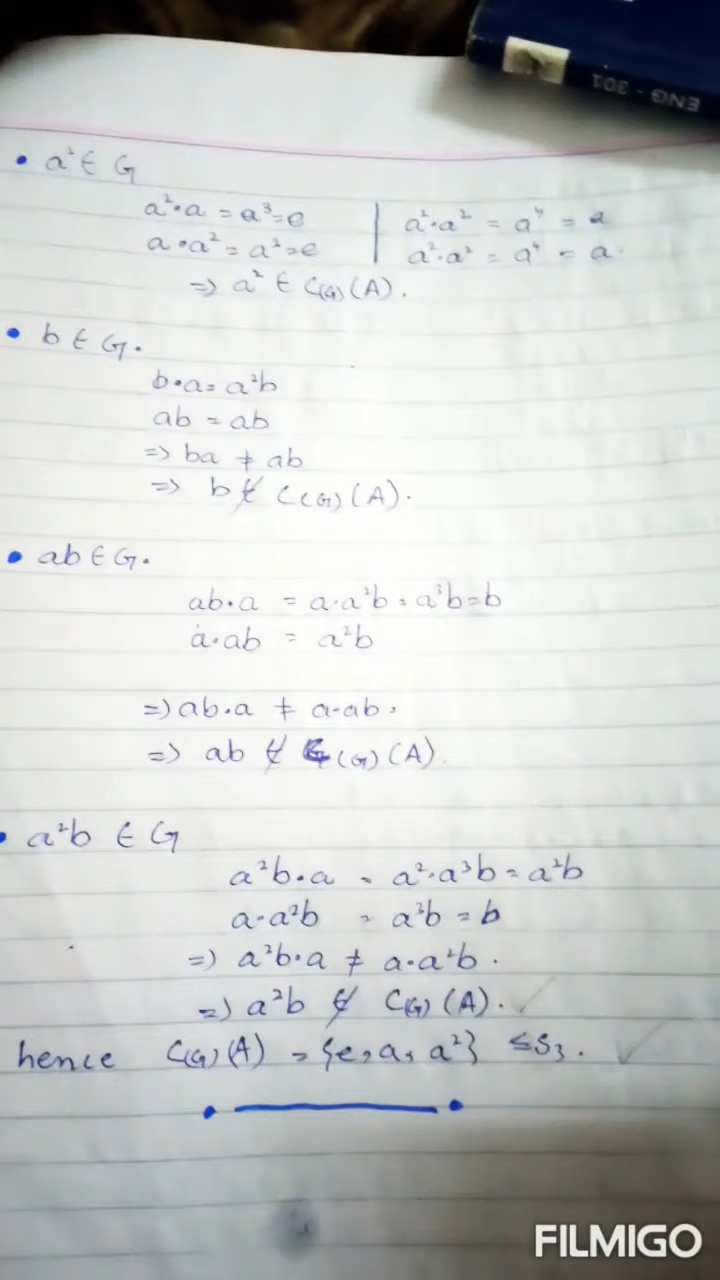 ENG - 301
• a² ∈ G
a²·a = a³ = e | a²·a² = a⁴ = a
a·a² = a²=e | a²·a² = a⁴ = a.
=> a² ∈ C(G)(A).
• b ∈ G.
b·a = a²b
ab = ab
=> ba ≠ ab
=> b ∉ C(G)(A).
• ab ∈ G.
ab·a = a·a²b = a³b = b
a·ab = a²b
=> ab·a ≠ a·ab,
=> ab ∉ C(G)(A).
• a²b ∈ G
a²b·a = a²·a³b = a²b
a·a²b = a³b = b
=> a²b·a ≠ a·a²b.
=> a²b ∉ C(G)(A). ✓
hence C(G)(A) = {e, a, a²} ≤ S₃. ✓
FILMIGO